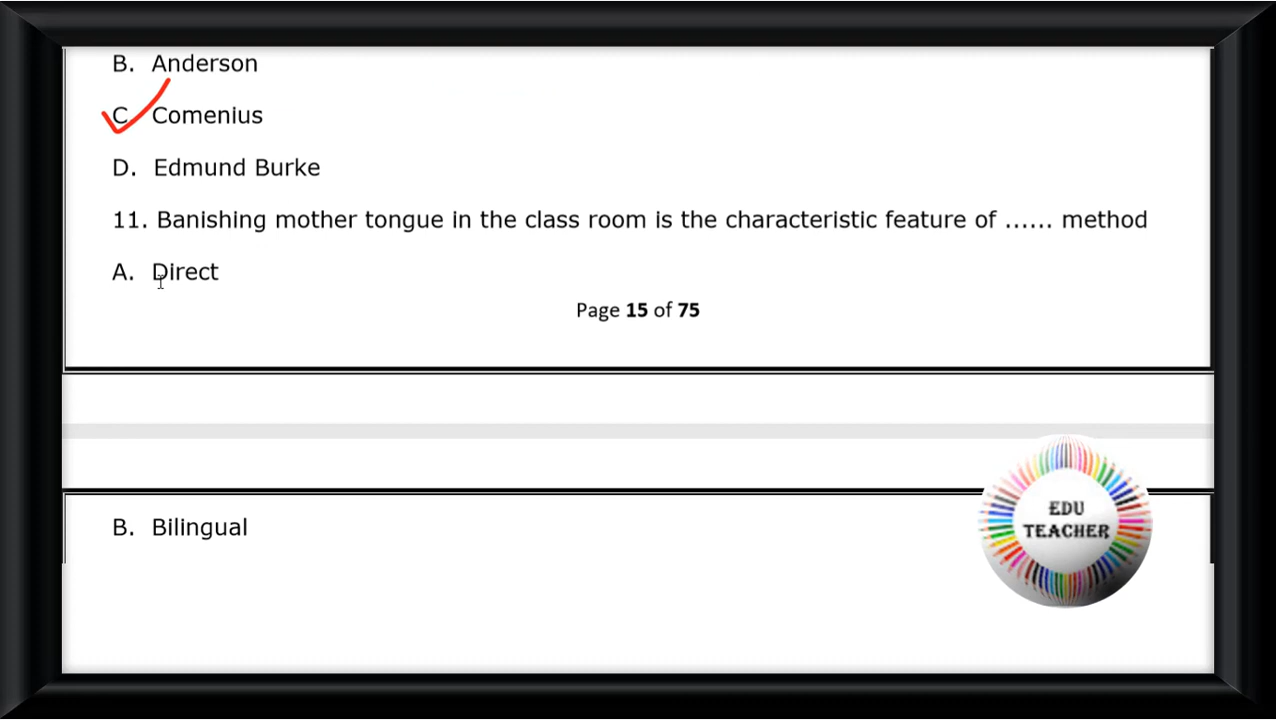 B. Anderson
C Comenius
D. Edmund Burke
11. Banishing mother tongue in the class room is the characteristic feature of ...... method
A. Direct
Page 15 of 75
B. Bilingual
EDU
TEACHER